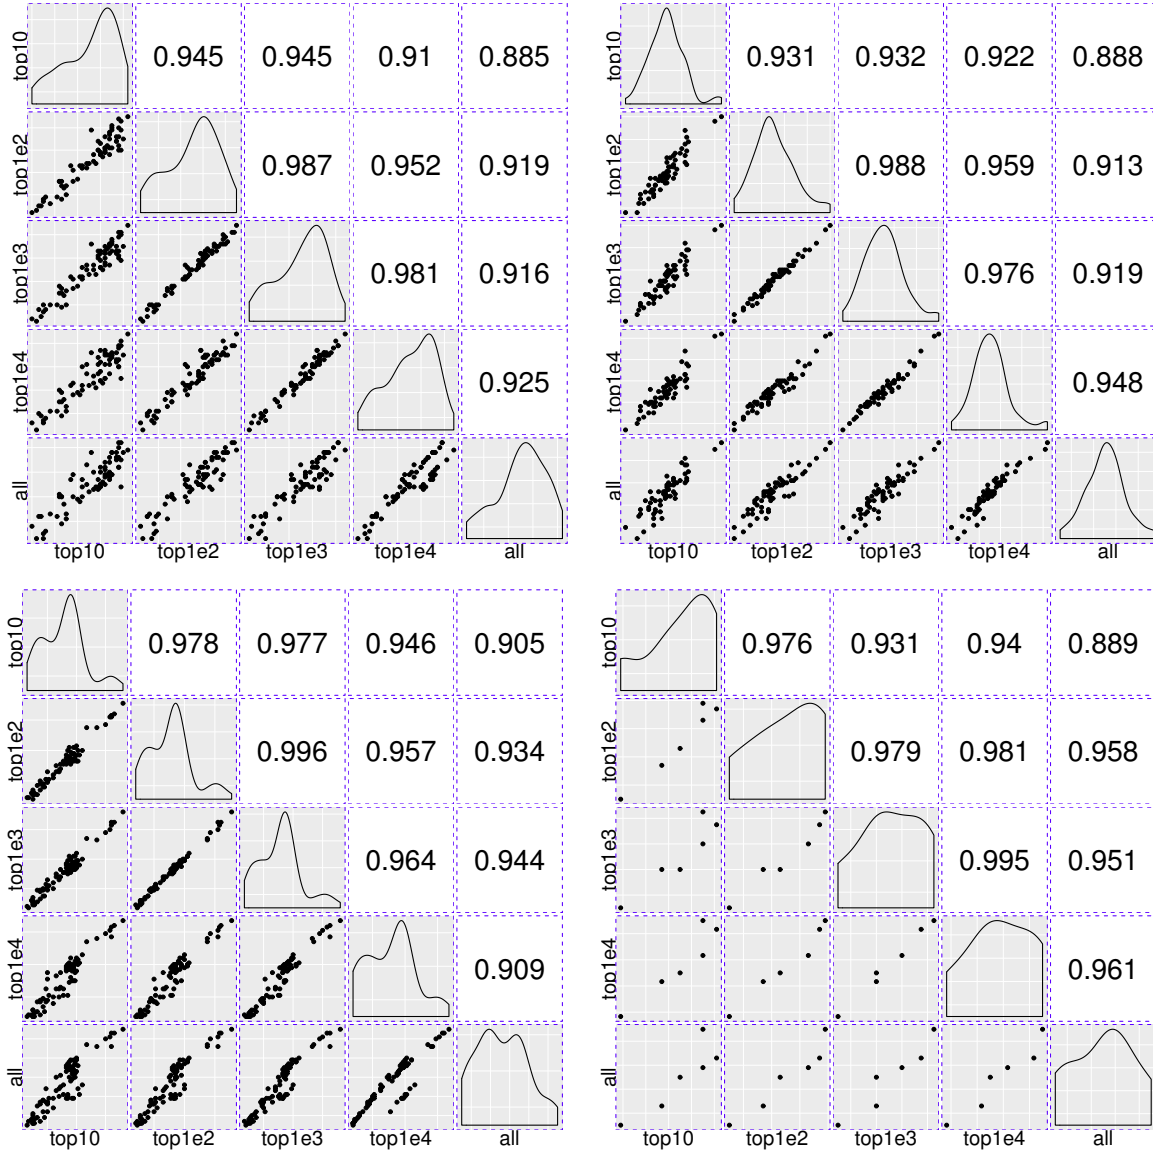 top10 0.945 0.945 0.91 0.885
top1e2 0.987 0.952 0.919
top1e3 0.981 0.916
top1e4 0.925
all
top10 top1e2 top1e3 top1e4 all
top10 0.931 0.932 0.922 0.888
top1e2 0.988 0.959 0.913
top1e3 0.976 0.919
top1e4 0.948
all
top10 top1e2 top1e3 top1e4 all
top10 0.978 0.977 0.946 0.905
top1e2 0.996 0.957 0.934
top1e3 0.964 0.944
top1e4 0.909
all
top10 top1e2 top1e3 top1e4 all
top10 0.976 0.931 0.94 0.889
top1e2 0.979 0.981 0.958
top1e3 0.995 0.951
top1e4 0.961
all
top10 top1e2 top1e3 top1e4 all